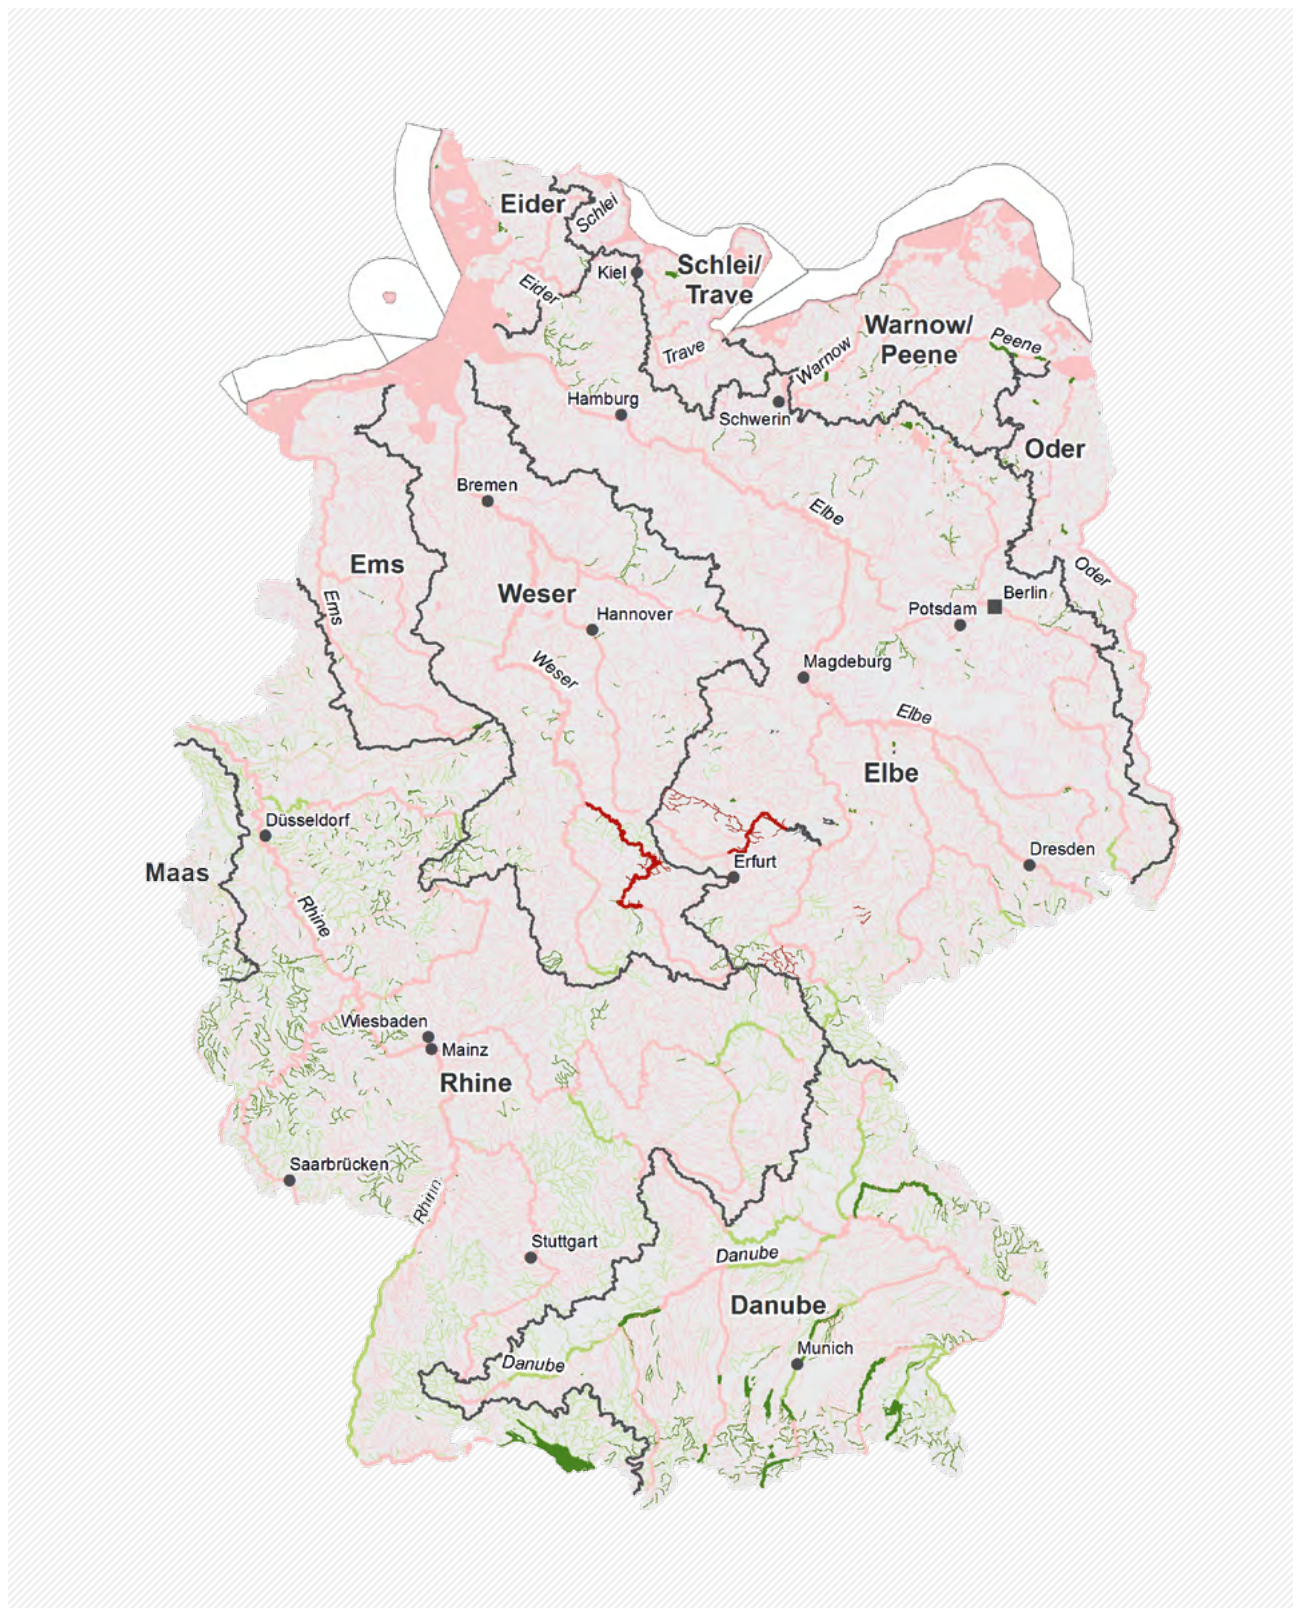 Eider
Schlei
Kiel
Schlei/
Trave
Eider
Warnow/
Peene
Peene
Trave
Warnow
Hamburg
Schwerin
Oder
Bremen
Elbe
Ems
Oder
Weser
Ems
Berlin
Potsdam
Hannover
Weser
Magdeburg
Elbe
Elbe
Düsseldorf
Dresden
Erfurt
Maas
Rhine
Wiesbaden
Mainz
Rhine
Saarbrücken
Rhinn
Stuttgart
Danube
Danube
Munich
Danube